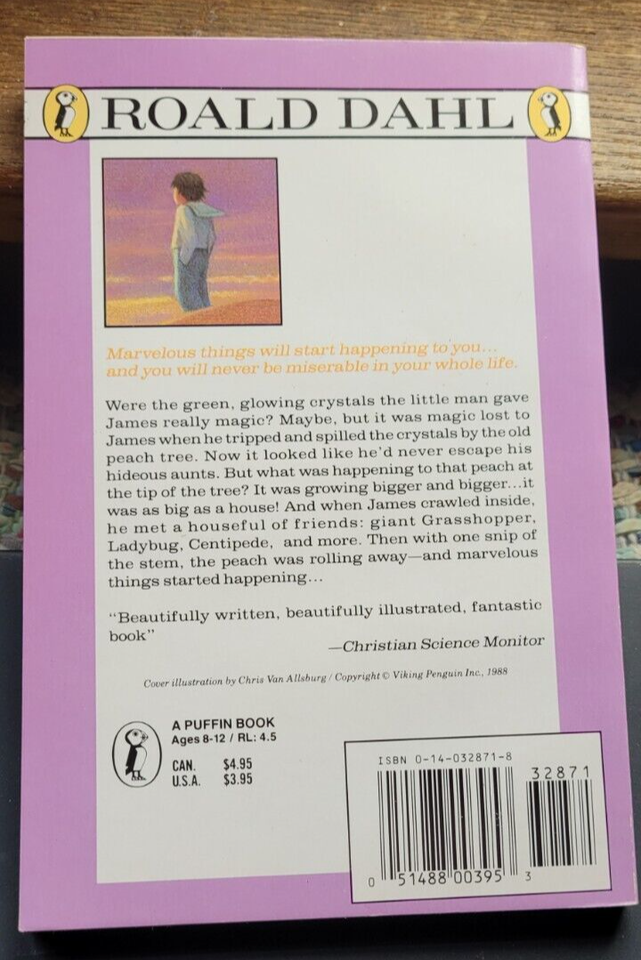 ROALD DAHL
Marvelous things will start happening to you...
and you will never be miserable in your whole life.
Were the green, glowing crystals the little man gave
James really magic? Maybe, but it was magic lost to
James when he tripped and spilled the crystals by the old
peach tree. Now it looked like he'd never escape his
hideous aunts. But what was happening to that peach at
the tip of the tree? It was growing bigger and bigger...it
was as big as a house! And when James crawled inside,
he met a houseful of friends: giant Grasshopper,
Ladybug, Centipede, and more. Then with one snip of
the stem, the peach was rolling away—and marvelous
things started happening...
"Beautifully written, beautifully illustrated, fantastic
book"
—Christian Science Monitor
Cover illustration by Chris Van Allsburg / Copyright © Viking Penguin Inc., 1988
A PUFFIN BOOK
Ages 8-12 / RL: 4.5
CAN. $4.95
U.S.A. $3.95
ISBN 0-14-032871-8
32871
0 51488 00395 3